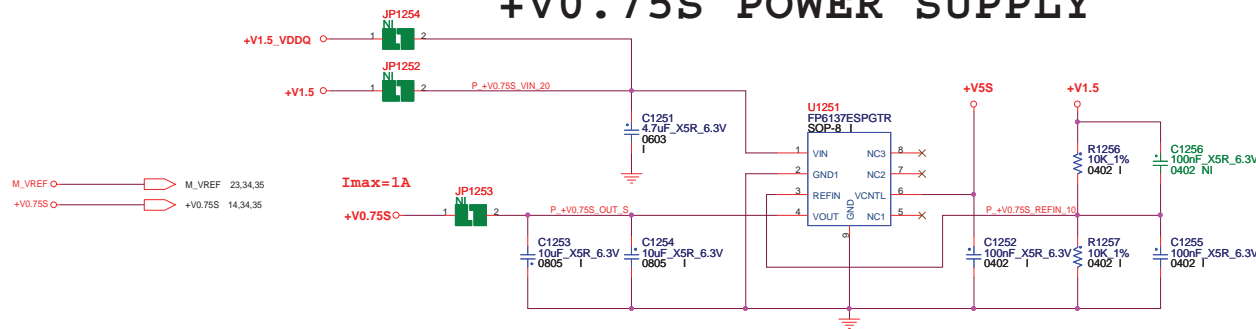 +V0.75S POWER SUPPLY
JP1254
NI
+V1.5_VDDQ 1 2
JP1252
NI
+V1.5 1 2 P_+V0.75S_VIN_20
C1251
4.7uF_X5R_6.3V
0603
I
U1251
FP6137ESPGTR
SOP-8 I
1 VIN NC3 8
2 GND1 NC2 7
3 REFIN VCNTL 6
4 VOUT NC1 5
GND
9
+V5S
+V1.5
R1256
10K_1%
0402 I
C1256
100nF_X5R_6.3V
0402 NI
M_VREF M_VREF 23,34,35
+V0.75S +V0.75S 14,34,35
Imax=1A
JP1253
NI
+V0.75S 1 2 P_+V0.75S_OUT_S
P_+V0.75S_REFIN_10
C1253
10uF_X5R_6.3V
0805 I
C1254
10uF_X5R_6.3V
0805 I
C1252
100nF_X5R_6.3V
0402 I
R1257
10K_1%
0402 I
C1255
100nF_X5R_6.3V
0402 I